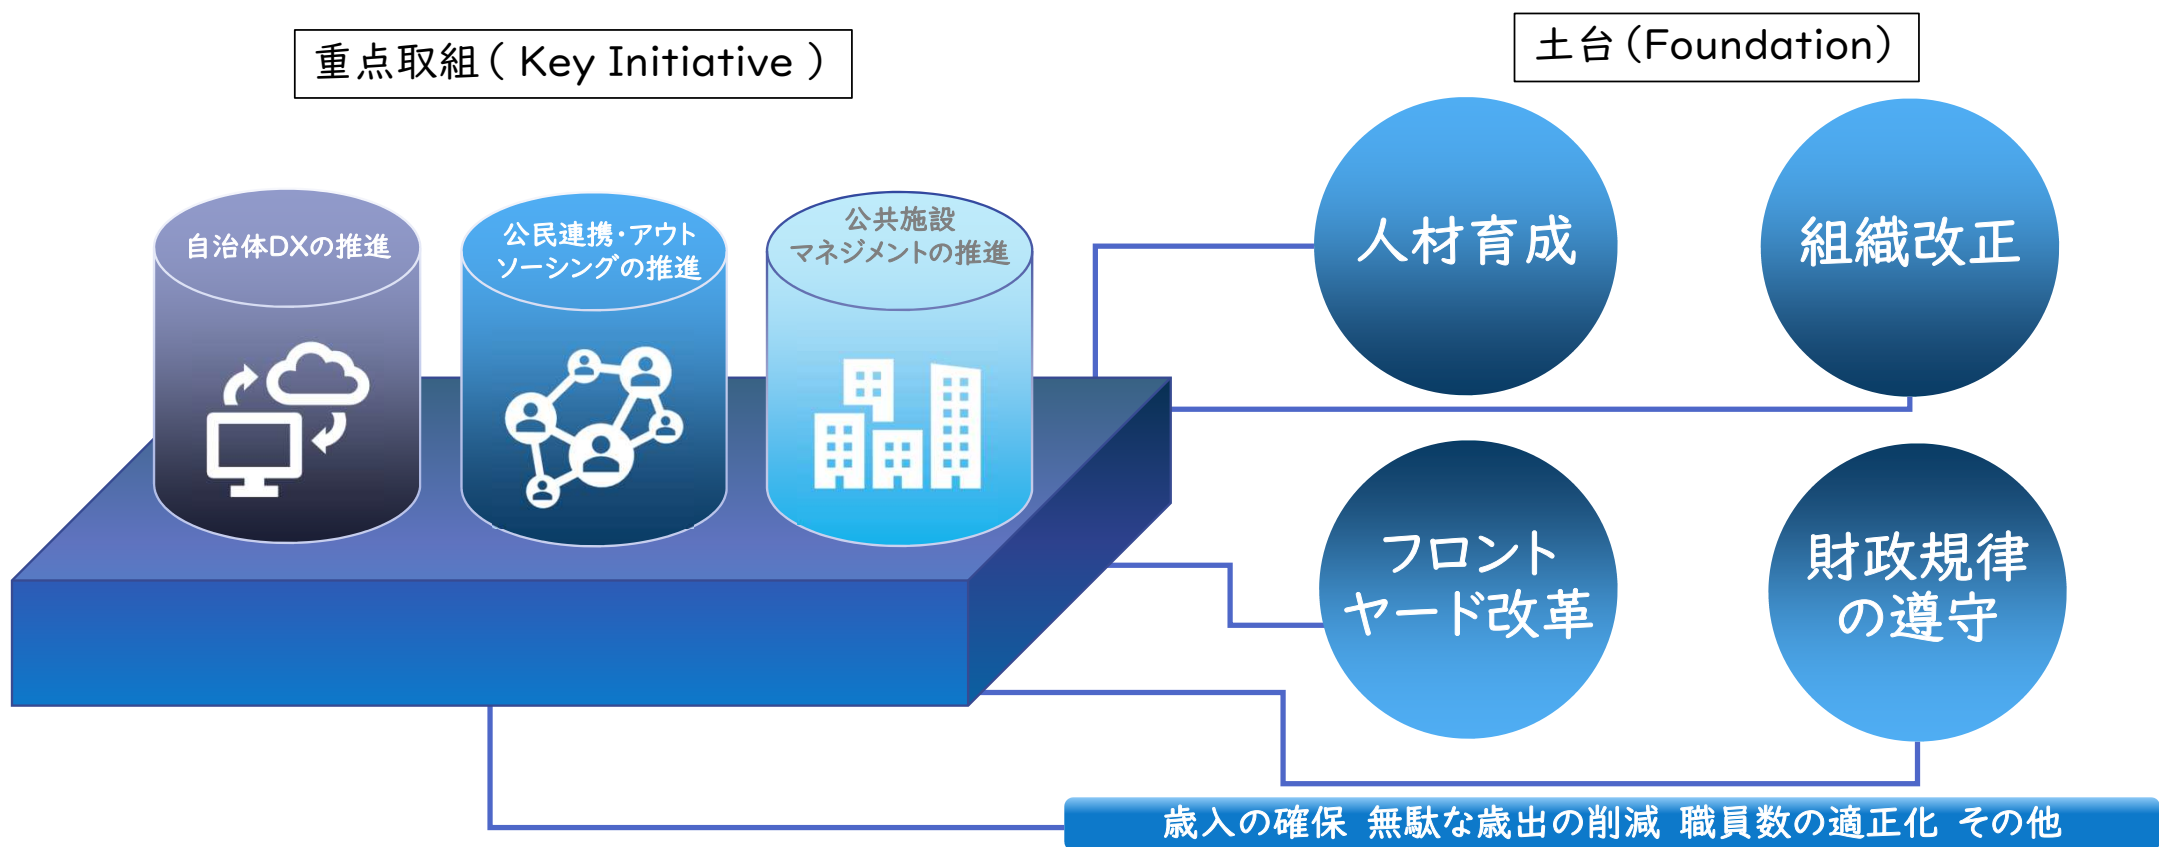 重点取組( Key Initiative )
土台(Foundation)
自治体DXの推進
公民連携・アウト
ソーシングの推進
公共施設
マネジメントの推進
人材育成
組織改正
フロント
ヤード改革
財政規律
の遵守
歳入の確保 無駄な歳出の削減 職員数の適正化 その他